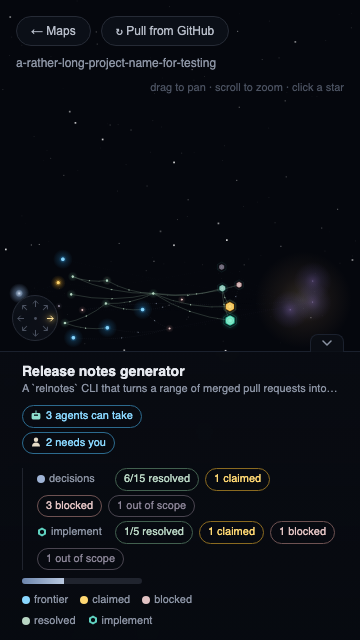 ← Maps
↻ Pull from GitHub
a-rather-long-project-name-for-testing
drag to pan · scroll to zoom · click a star
Release notes generator
A `relnotes` CLI that turns a range of merged pull requests into…
3 agents can take
2 needs you
decisions 6/15 resolved 1 claimed
3 blocked 1 out of scope
implement 1/5 resolved 1 claimed 1 blocked
1 out of scope
frontier claimed blocked
resolved implement